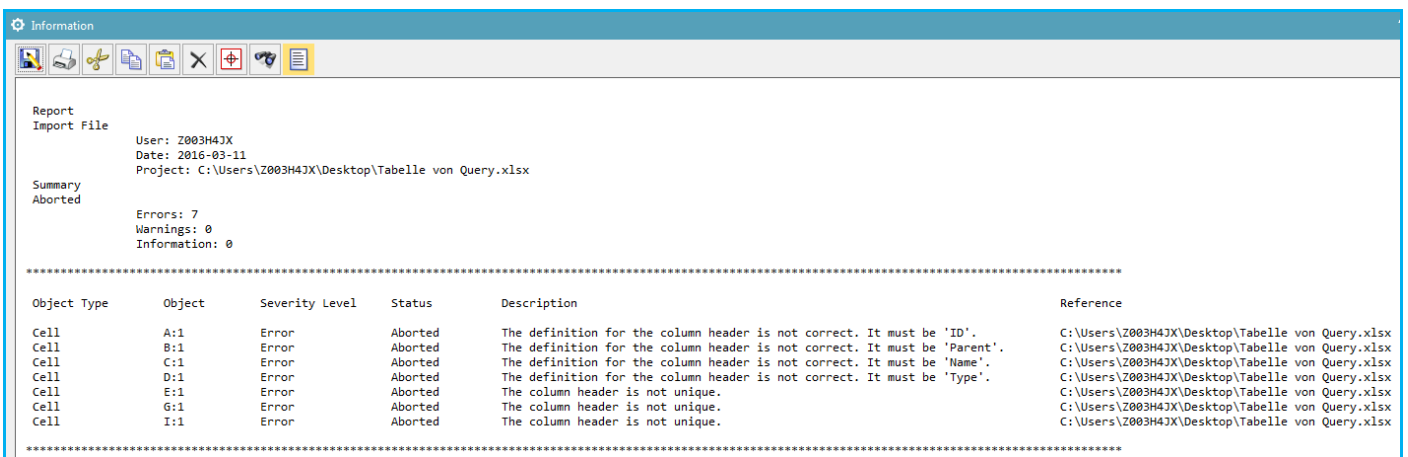 Information
Report
Import File
User: Z003H4JX
Date: 2016-03-11
Project: C:\Users\Z003H4JX\Desktop\Tabelle von Query.xlsx
Summary
Aborted
Errors: 7
Warnings: 0
Information: 0
****************************************************************************************************************************************************************
Object Type Object Severity Level Status Description Reference
Cell A:1 Error Aborted The definition for the column header is not correct. It must be 'ID'. C:\Users\Z003H4JX\Desktop\Tabelle von Query.xlsx
Cell B:1 Error Aborted The definition for the column header is not correct. It must be 'Parent'. C:\Users\Z003H4JX\Desktop\Tabelle von Query.xlsx
Cell C:1 Error Aborted The definition for the column header is not correct. It must be 'Name'. C:\Users\Z003H4JX\Desktop\Tabelle von Query.xlsx
Cell D:1 Error Aborted The definition for the column header is not correct. It must be 'Type'. C:\Users\Z003H4JX\Desktop\Tabelle von Query.xlsx
Cell E:1 Error Aborted The column header is not unique. C:\Users\Z003H4JX\Desktop\Tabelle von Query.xlsx
Cell G:1 Error Aborted The column header is not unique. C:\Users\Z003H4JX\Desktop\Tabelle von Query.xlsx
Cell I:1 Error Aborted The column header is not unique. C:\Users\Z003H4JX\Desktop\Tabelle von Query.xlsx
****************************************************************************************************************************************************************